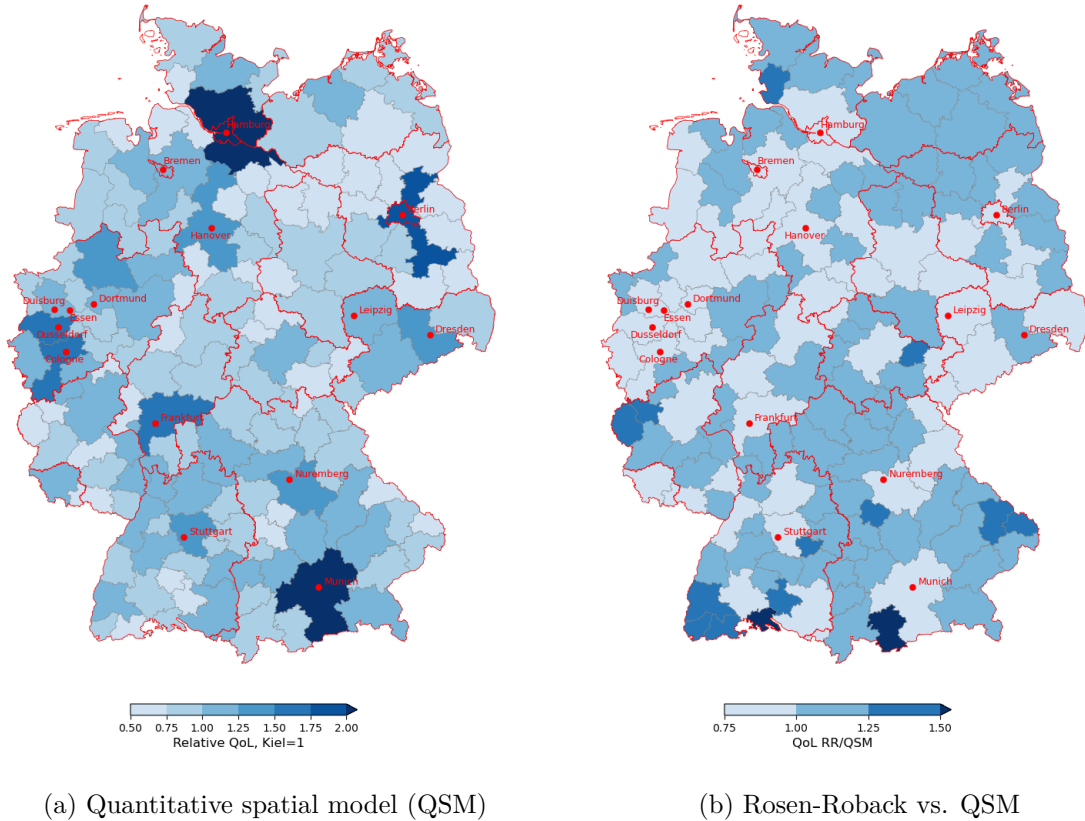 Hamburg
Bremen
Berlin
Hanover
Duisburg
Dortmund
Essen
Dusseldorf
Cologne
Leipzig
Dresden
Frankfurt
Nuremberg
Stuttgart
Munich
0.50 0.75 1.00 1.25 1.50 1.75 2.00
Relative QoL, Kiel=1
(a) Quantitative spatial model (QSM)
Hamburg
Bremen
Berlin
Hanover
Duisburg
Dortmund
Essen
Dusseldorf
Cologne
Leipzig
Dresden
Frankfurt
Nuremberg
Stuttgart
Munich
0.75 1.00 1.25 1.50
QoL RR/QSM
(b) Rosen-Roback vs. QSM